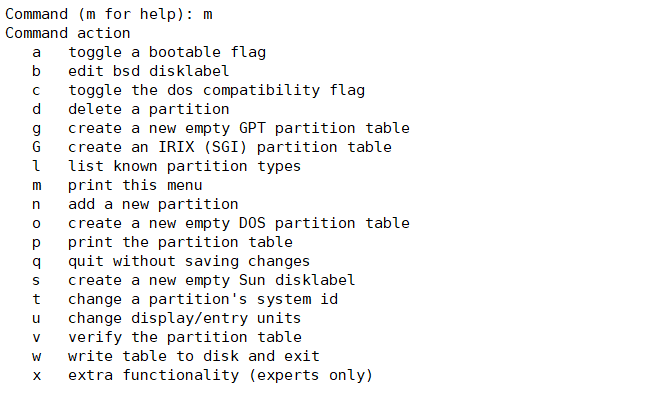 Command (m for help): m
Command action
   a   toggle a bootable flag
   b   edit bsd disklabel
   c   toggle the dos compatibility flag
   d   delete a partition
   g   create a new empty GPT partition table
   G   create an IRIX (SGI) partition table
   l   list known partition types
   m   print this menu
   n   add a new partition
   o   create a new empty DOS partition table
   p   print the partition table
   q   quit without saving changes
   s   create a new empty Sun disklabel
   t   change a partition's system id
   u   change display/entry units
   v   verify the partition table
   w   write table to disk and exit
   x   extra functionality (experts only)